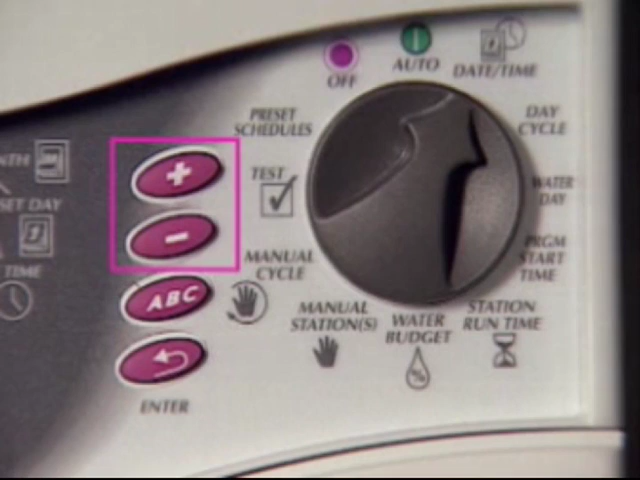 OFF
AUTO
DATE/TIME
PRESET
SCHEDULES
DAY
CYCLE
TEST
WATER
DAY
SET DAY
TIME
MANUAL
CYCLE
PRGM
START
TIME
+
-
ABC
MANUAL
STATION(S)
WATER
BUDGET
%
STATION
RUN TIME
ENTER